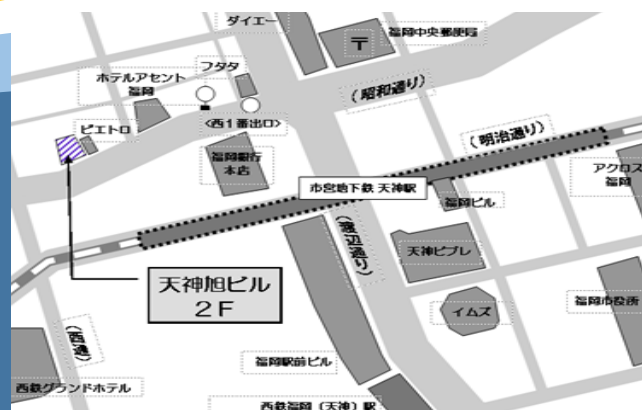 ダイエー
〒
福岡中央郵便局
フタタ
ホテルアセント
福岡
(昭和通り)
ピエトロ
<西1番出口>
(明治通り)
福岡銀行
本店
アクロス
福岡
市営地下鉄 天神駅
福岡ビル
(渡辺通り)
天神ビブレ
天神旭ビル
2F
イムズ
福岡市役所
(西通)
福岡駅前ビル
西鉄グランドホテル
西鉄福岡(天神)駅